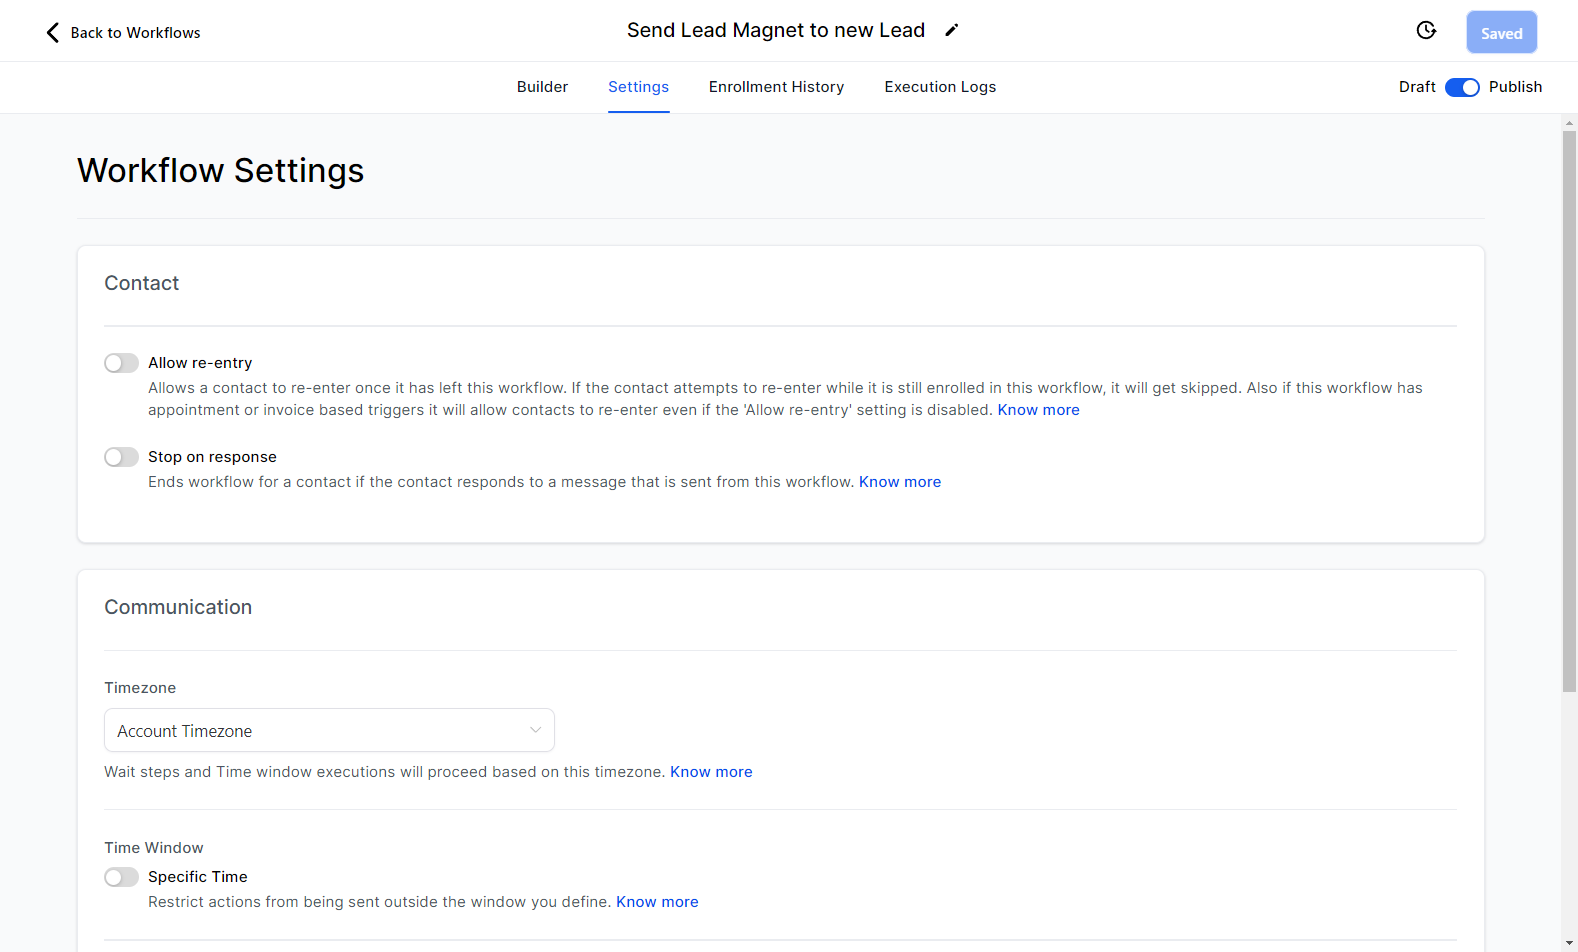 Back to Workflows
Send Lead Magnet to new Lead
Saved
Builder
Settings
Enrollment History
Execution Logs
Draft
Publish
Workflow Settings
Contact
Allow re-entry
Allows a contact to re-enter once it has left this workflow. If the contact attempts to re-enter while it is still enrolled in this workflow, it will get skipped. Also if this workflow has
appointment or invoice based triggers it will allow contacts to re-enter even if the 'Allow re-entry' setting is disabled. Know more
Stop on response
Ends workflow for a contact if the contact responds to a message that is sent from this workflow. Know more
Communication
Timezone
Account Timezone
Wait steps and Time window executions will proceed based on this timezone. Know more
Time Window
Specific Time
Restrict actions from being sent outside the window you define. Know more